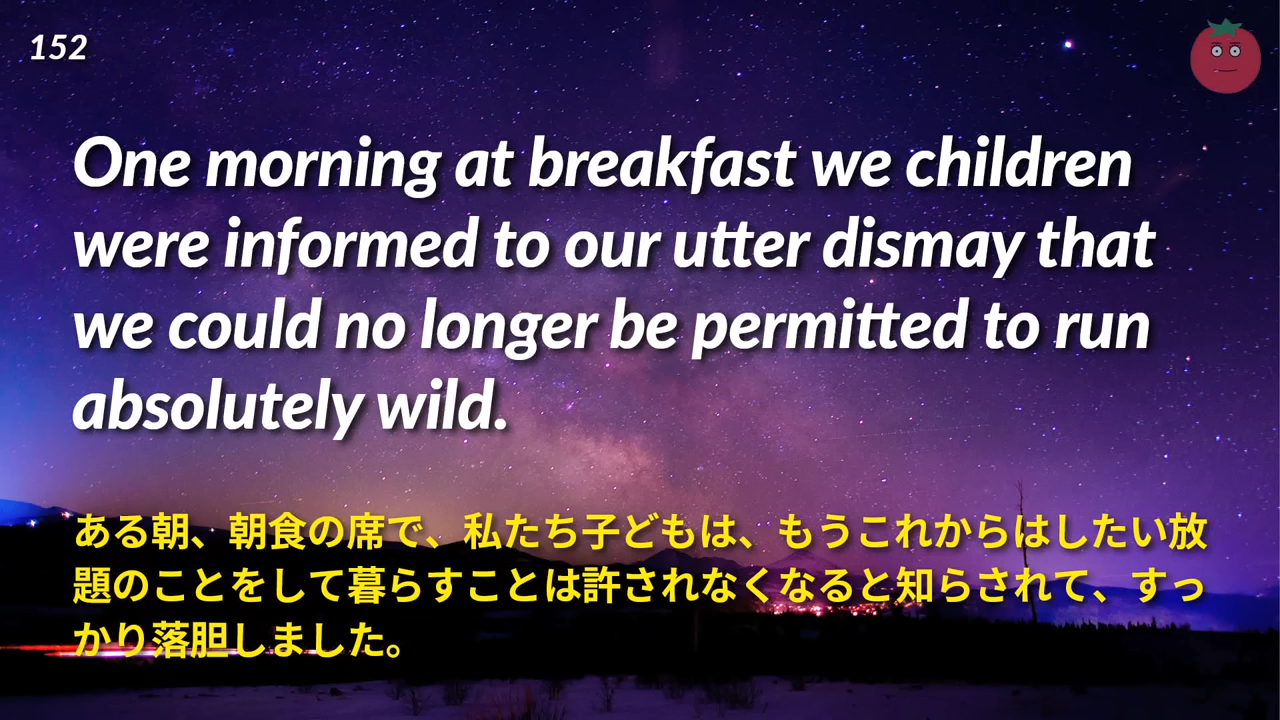 152
One morning at breakfast we children
were informed to our utter dismay that
we could no longer be permitted to run
absolutely wild.
ある朝、朝食の席で、私たち子どもは、もうこれからはしたい放
題のことをして暮らすことは許されなくなると知らされて、すっ
かり落胆しました。